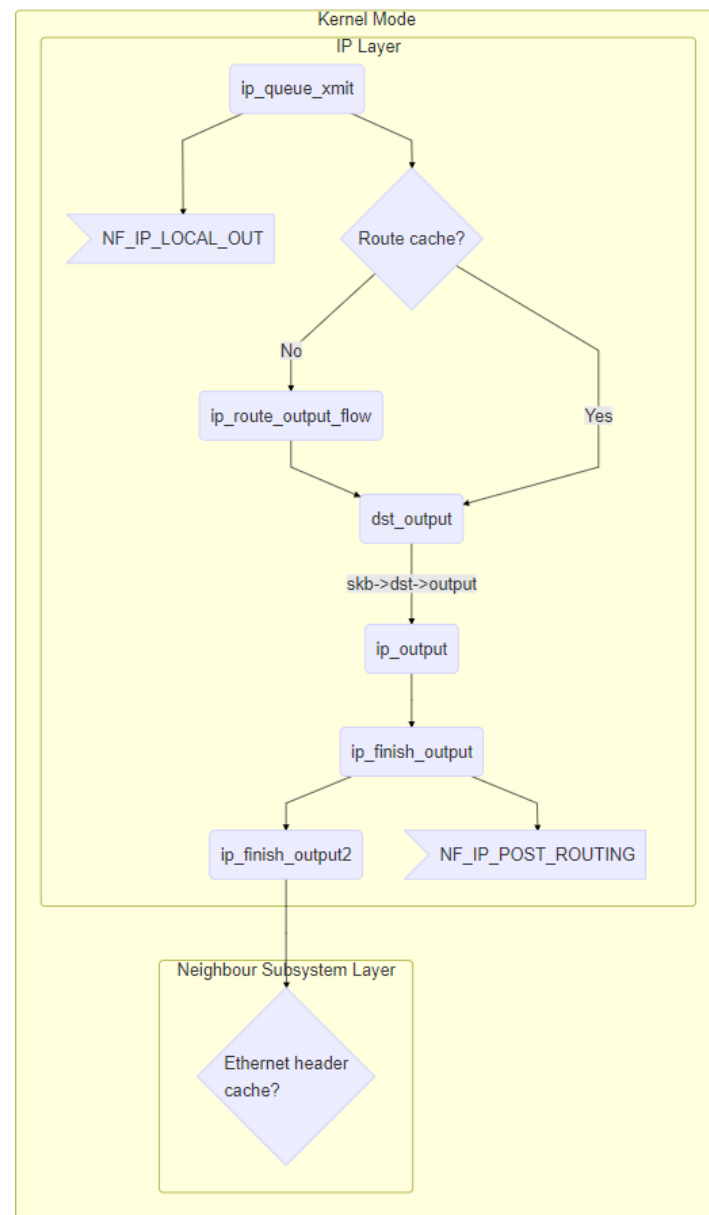 Kernel Mode
IP Layer
ip_queue_xmit
NF_IP_LOCAL_OUT
Route cache?
No
ip_route_output_flow
Yes
dst_output
skb->dst->output
ip_output
ip_finish_output
ip_finish_output2
NF_IP_POST_ROUTING
Neighbour Subsystem Layer
Ethernet header
cache?